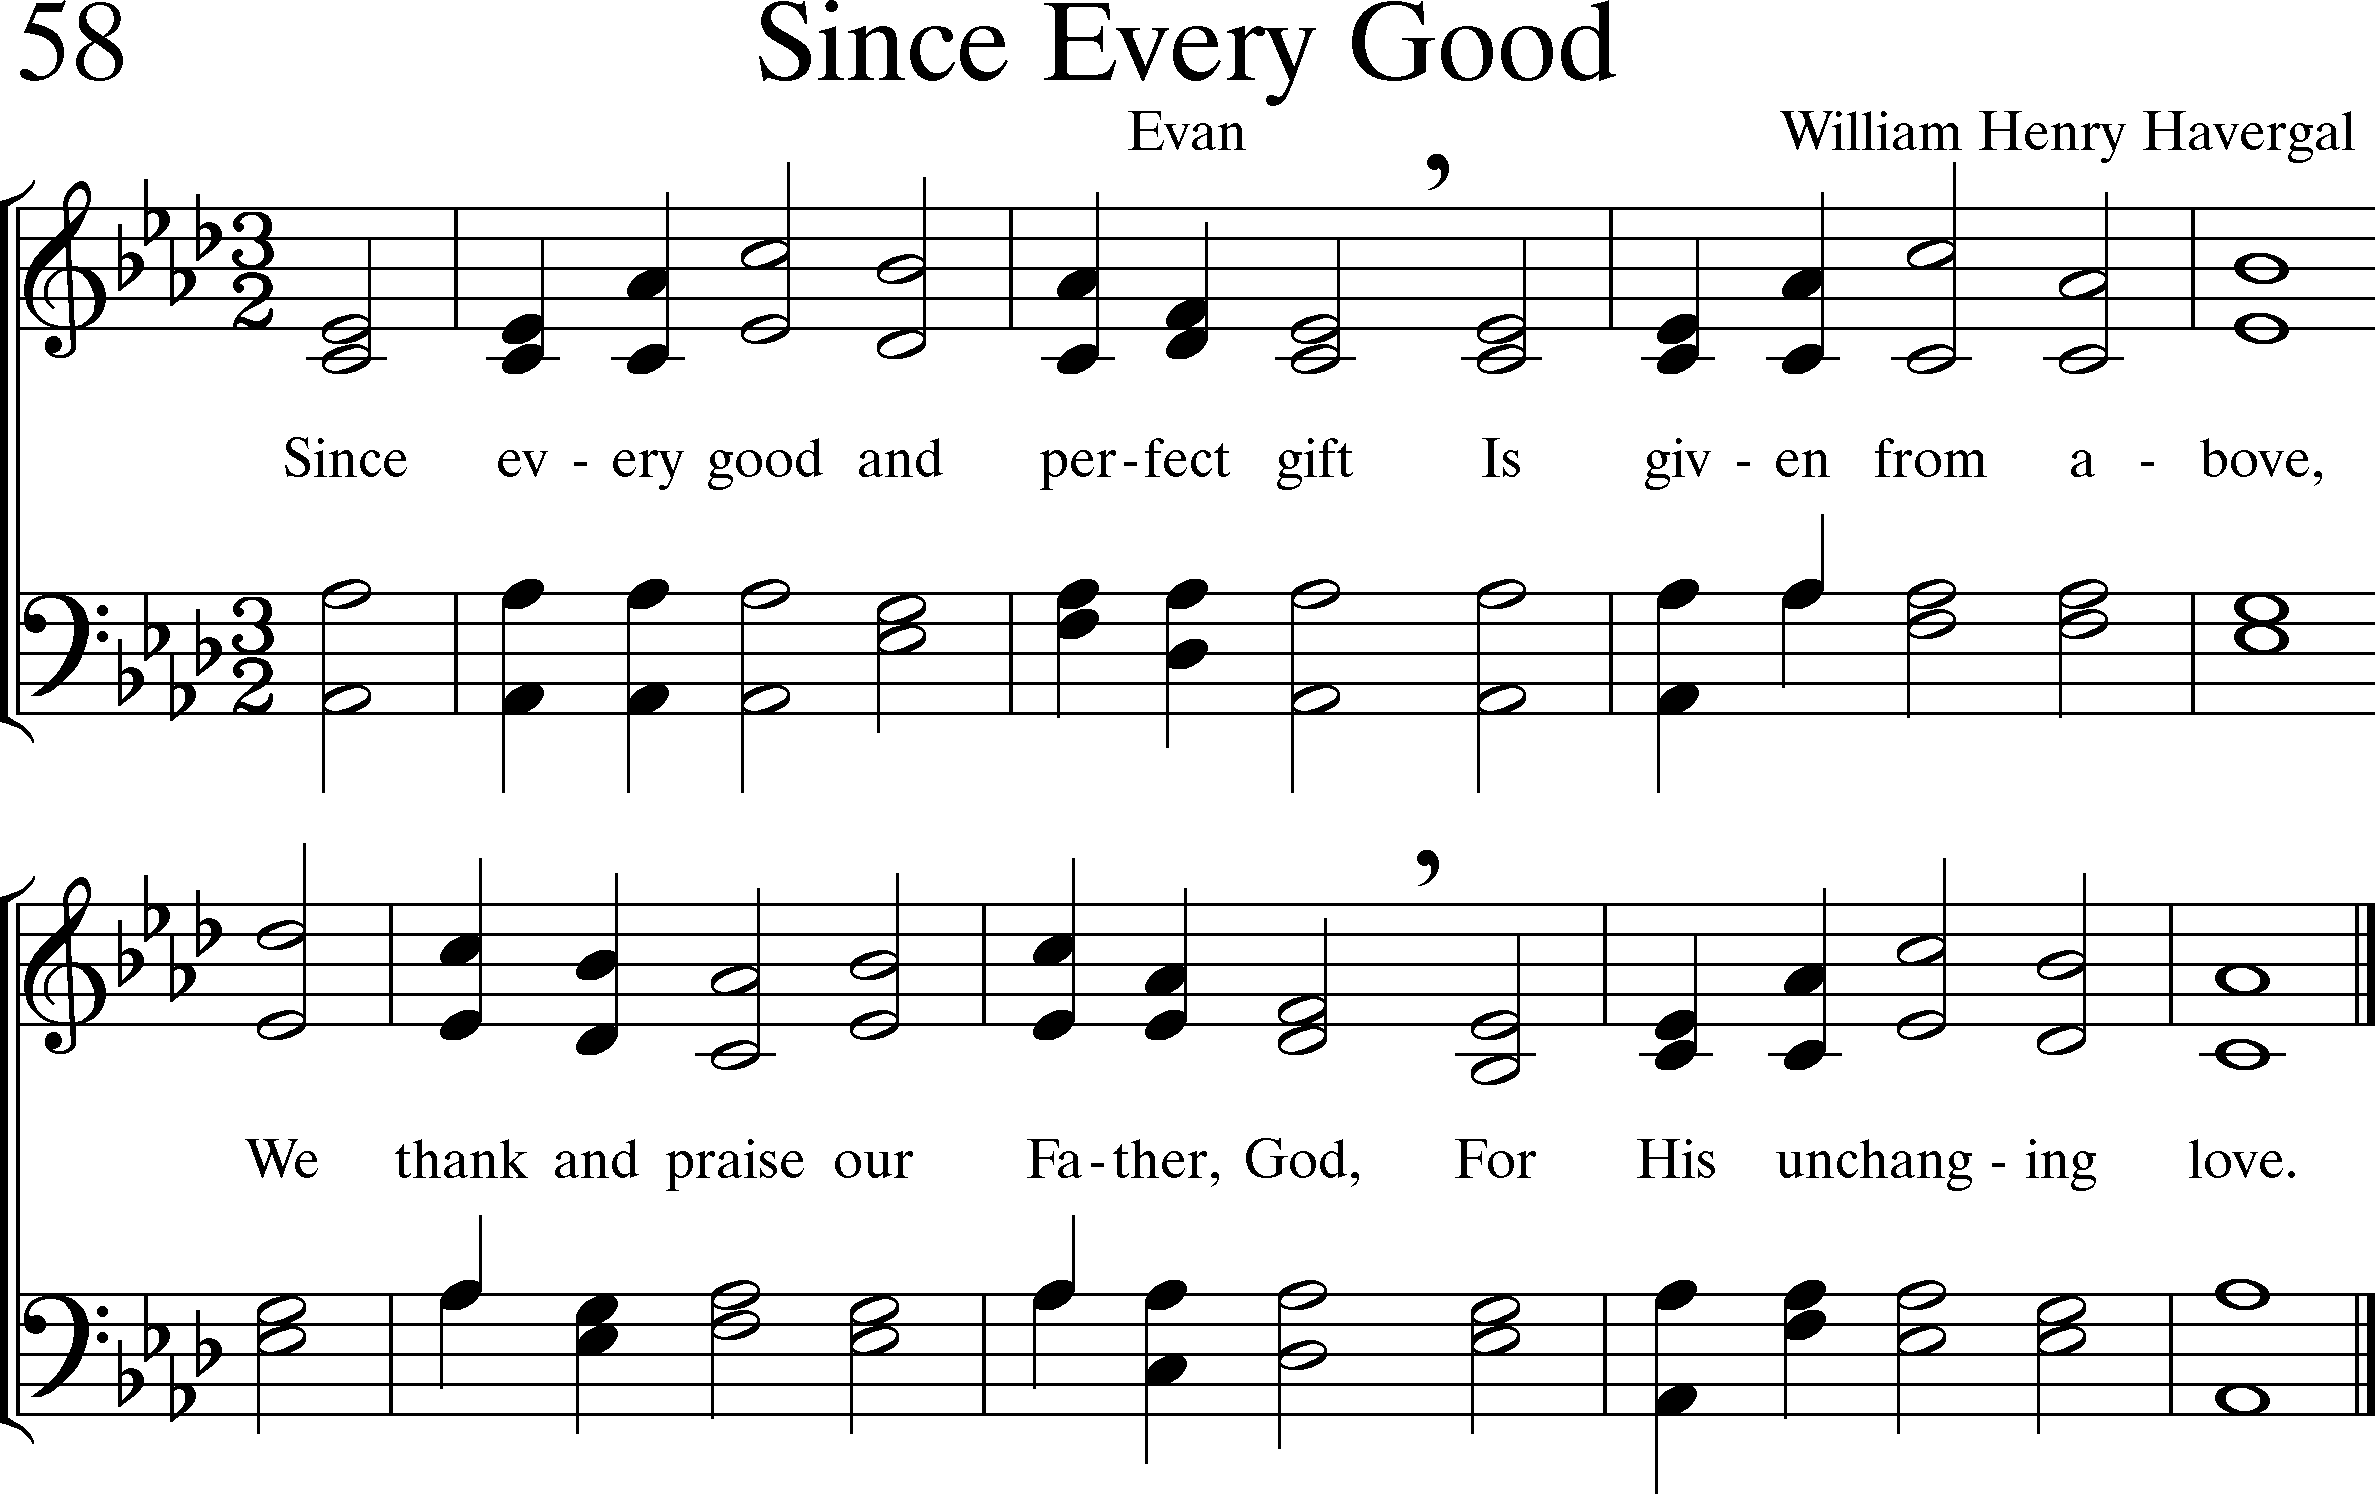 58 Since Every Good
Evan William Henry Havergal
3
2
Since ev - ery good and per - fect gift Is giv - en from a - bove,
3
2
We thank and praise our Fa - ther, God, For His unchang - ing love.